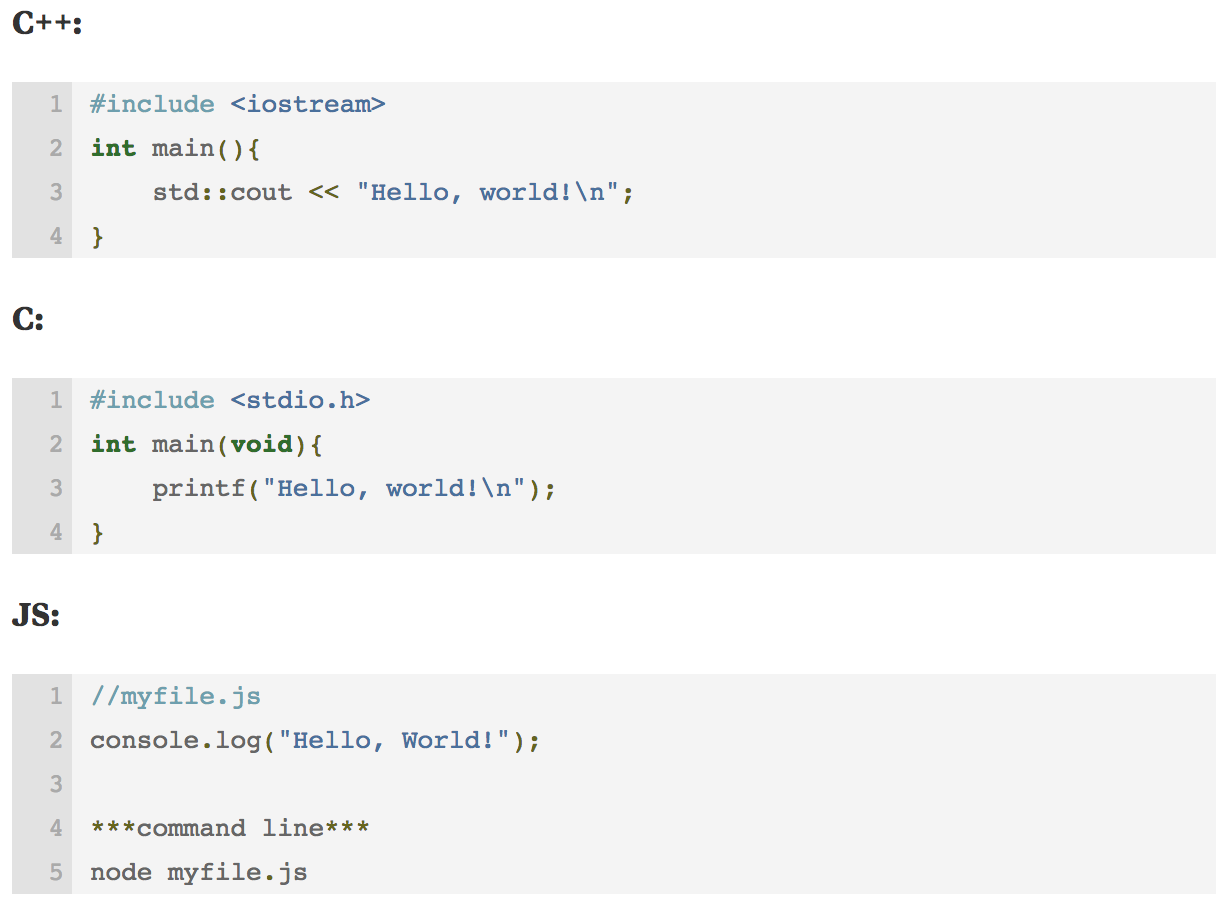 C++:
1 #include <iostream>
2 int main(){
3     std::cout << "Hello, world!\n";
4 }
C:
1 #include <stdio.h>
2 int main(void){
3     printf("Hello, world!\n");
4 }
JS:
1 //myfile.js
2 console.log("Hello, World!");
3
4 ***command line***
5 node myfile.js